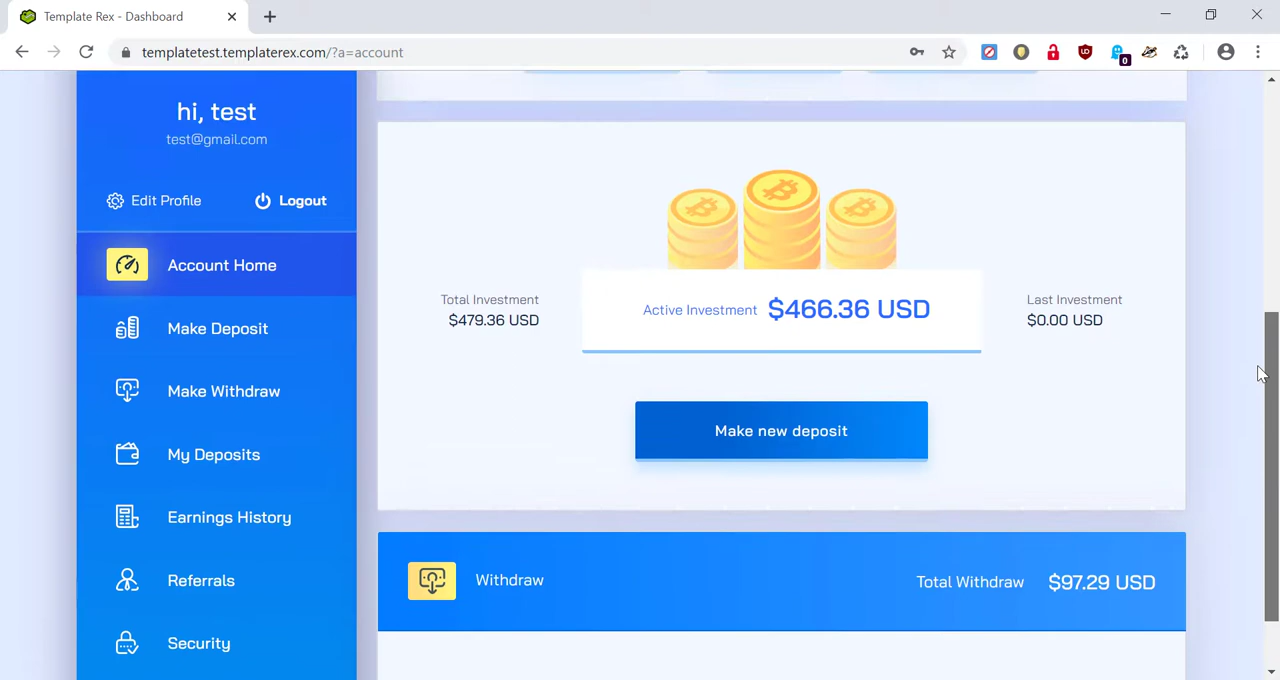 Template Rex - Dashboard
templatetest.templaterex.com/?a=account
0
hi, test
test@gmail.com
Edit Profile
Logout
Account Home
Make Deposit
Make Withdraw
My Deposits
Earnings History
Referrals
Security
Total Investment
$479.36 USD
Active Investment $466.36 USD
Last Investment
$0.00 USD
Make new deposit
Withdraw
Total Withdraw $97.29 USD